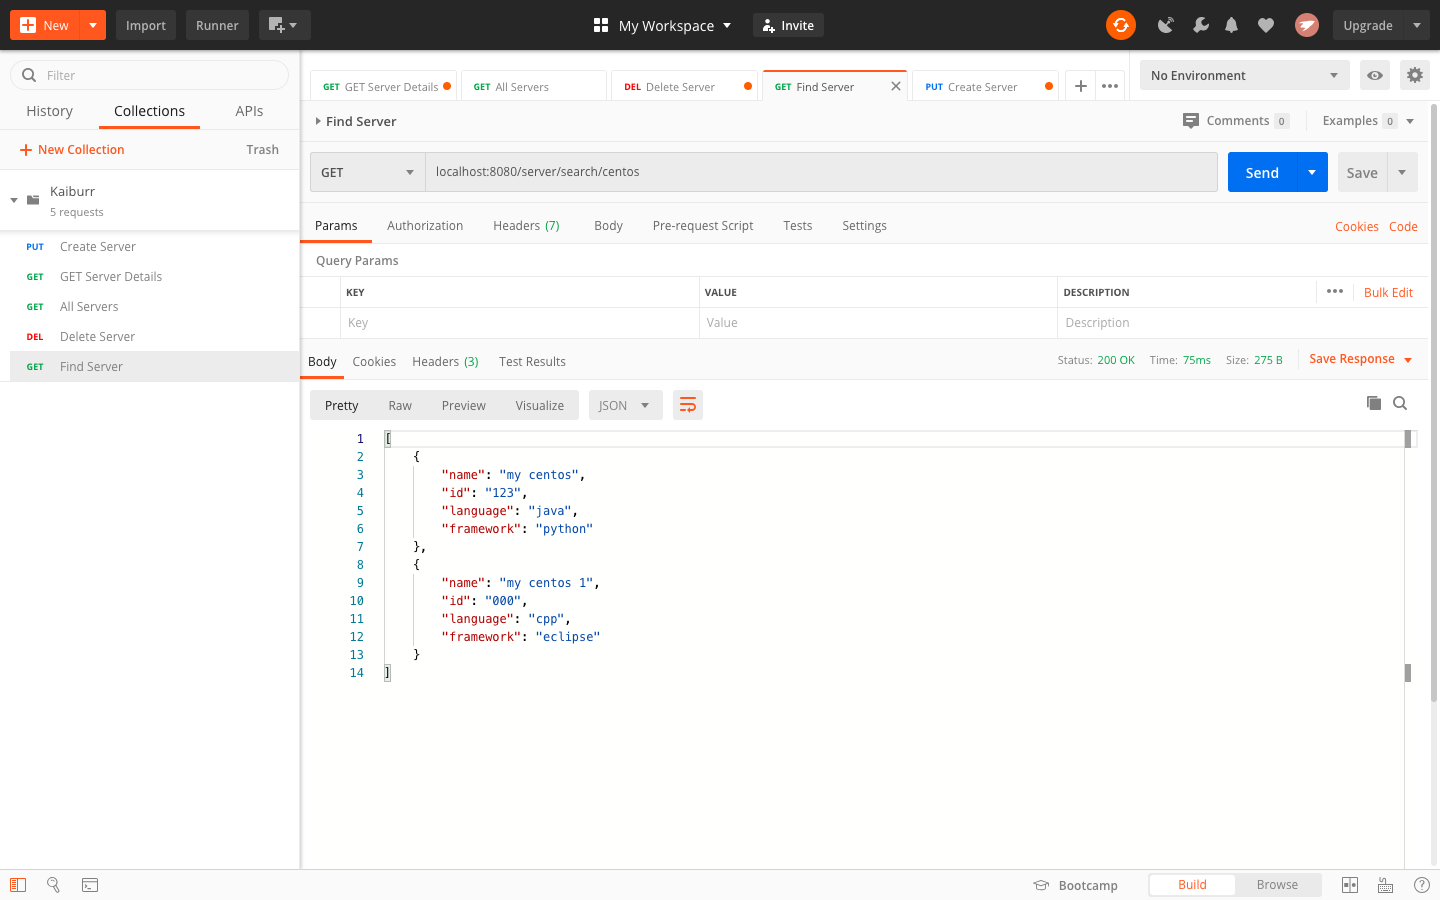 New
Import
Runner
My Workspace
Invite
Upgrade
Filter
History
Collections
APIs
New Collection
Trash
Kaiburr
5 requests
PUT Create Server
GET GET Server Details
GET All Servers
DEL Delete Server
GET Find Server
GET GET Server Details
GET All Servers
DEL Delete Server
GET Find Server
PUT Create Server
No Environment
Find Server
Comments 0
Examples 0
GET
localhost:8080/server/search/centos
Send
Save
Params
Authorization
Headers (7)
Body
Pre-request Script
Tests
Settings
Cookies
Code
Query Params
KEY
VALUE
DESCRIPTION
Bulk Edit
Key
Value
Description
Body
Cookies
Headers (3)
Test Results
Status: 200 OK
Time: 75ms
Size: 275 B
Save Response
Pretty
Raw
Preview
Visualize
JSON
1 [
2 {
3 "name": "my centos",
4 "id": "123",
5 "language": "java",
6 "framework": "python"
7 },
8 {
9 "name": "my centos 1",
10 "id": "000",
11 "language": "cpp",
12 "framework": "eclipse"
13 }
14 ]
Bootcamp
Build
Browse